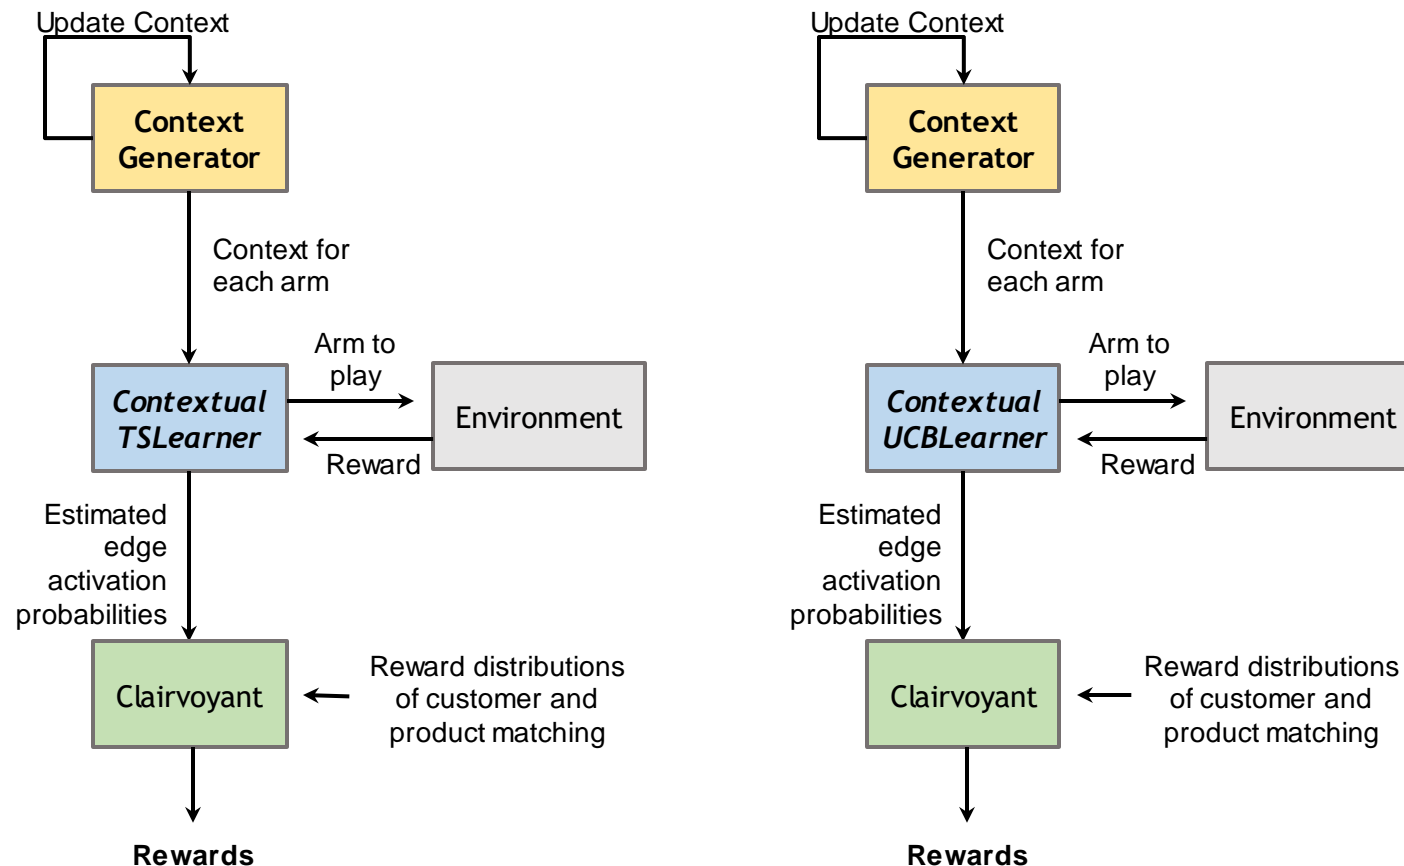 Update Context
Context
Generator
Context for
each arm
Arm to
play
Contextual
TSLearner
Environment
Reward
Estimated
edge
activation
probabilities
Clairvoyant
Reward distributions
of customer and
product matching
Rewards
Update Context
Context
Generator
Context for
each arm
Arm to
play
Contextual
UCBLearner
Environment
Reward
Estimated
edge
activation
probabilities
Clairvoyant
Reward distributions
of customer and
product matching
Rewards